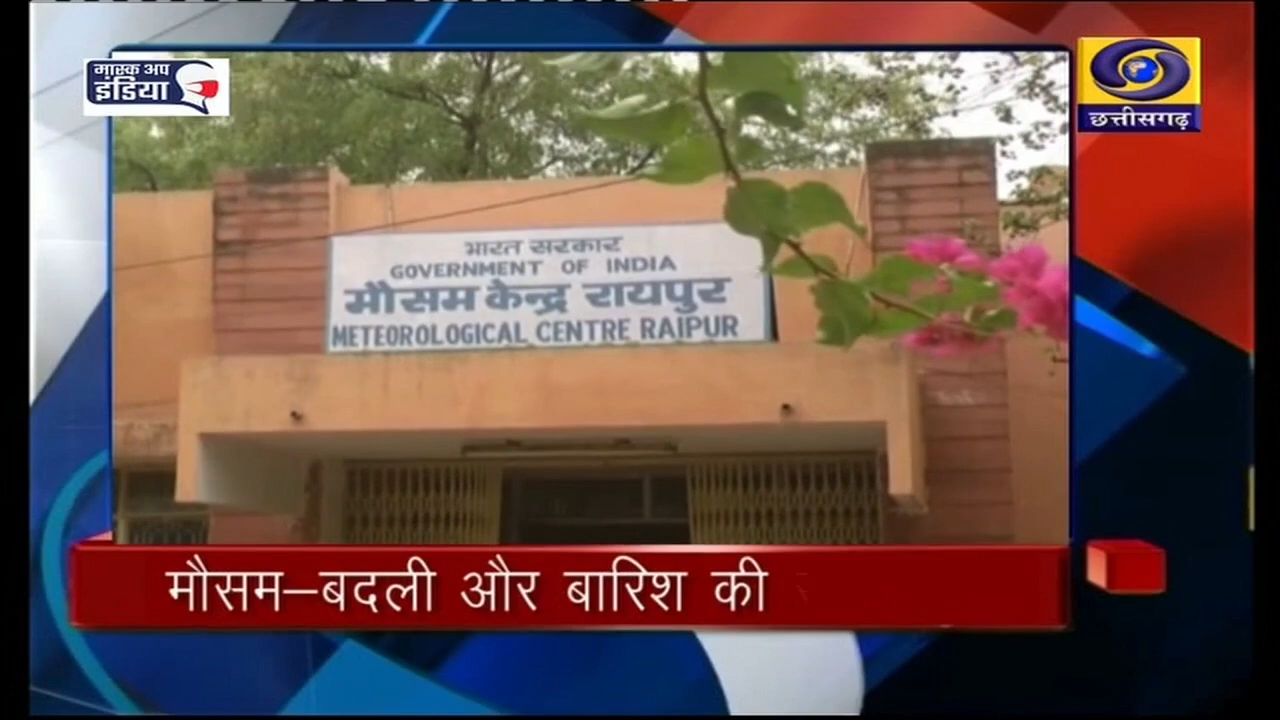 मास्क अप
इंडिया
छत्तीसगढ़
भारत सरकार
GOVERNMENT OF INDIA
मौसम केन्द्र रायपुर
METEOROLOGICAL CENTRE RAIPUR
मौसम–बदली और बारिश की